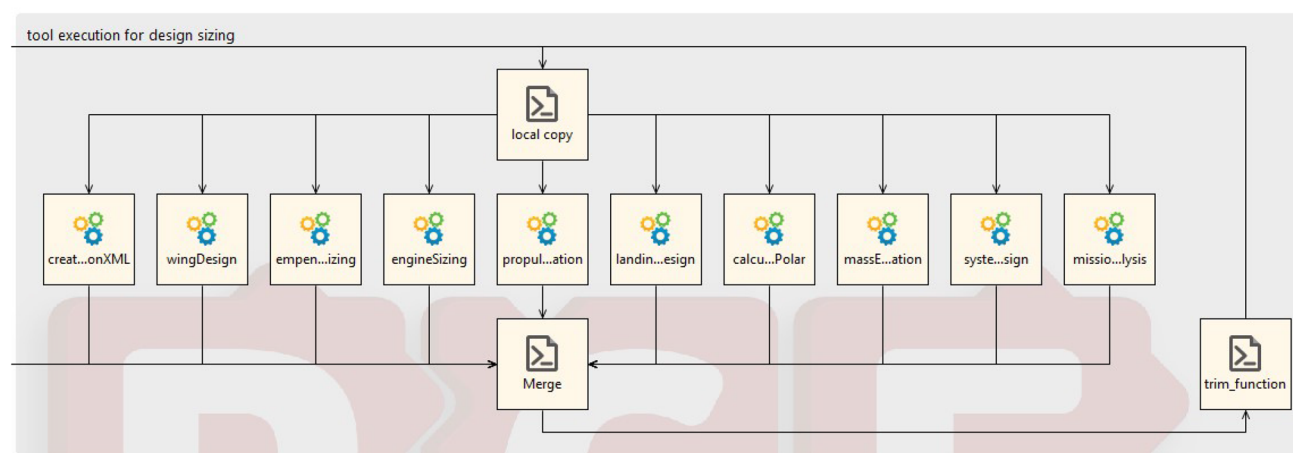 tool execution for design sizing
local copy
creat...onXML
wingDesign
empen...izing
engineSizing
propul...ation
landin...esign
calcu...Polar
massE...ation
syste...sign
missio...lysis
Merge
trim_function